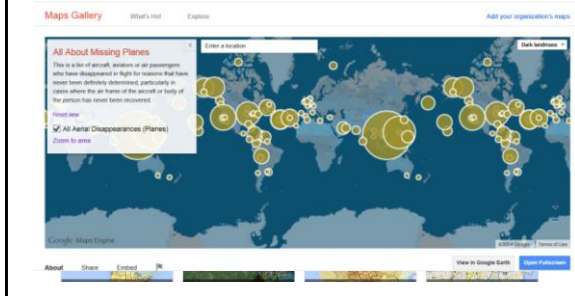 Maps Gallery What's Hot Explore Add your organization's maps
All About Missing Planes
This is a list of aircraft, aviators or air passengers
who have disappeared in flight for reasons that have
never been definitely determined, particularly in
cases where the air frame of the aircraft or body of
the person has never been recovered.
Reset view
All Aerial Disappearances (Planes)
Zoom to area
Enter a location
Dark landmass
Google Maps Engine
©2014 Google Terms of Use
About Share Embed
View in Google Earth Open Fullscreen